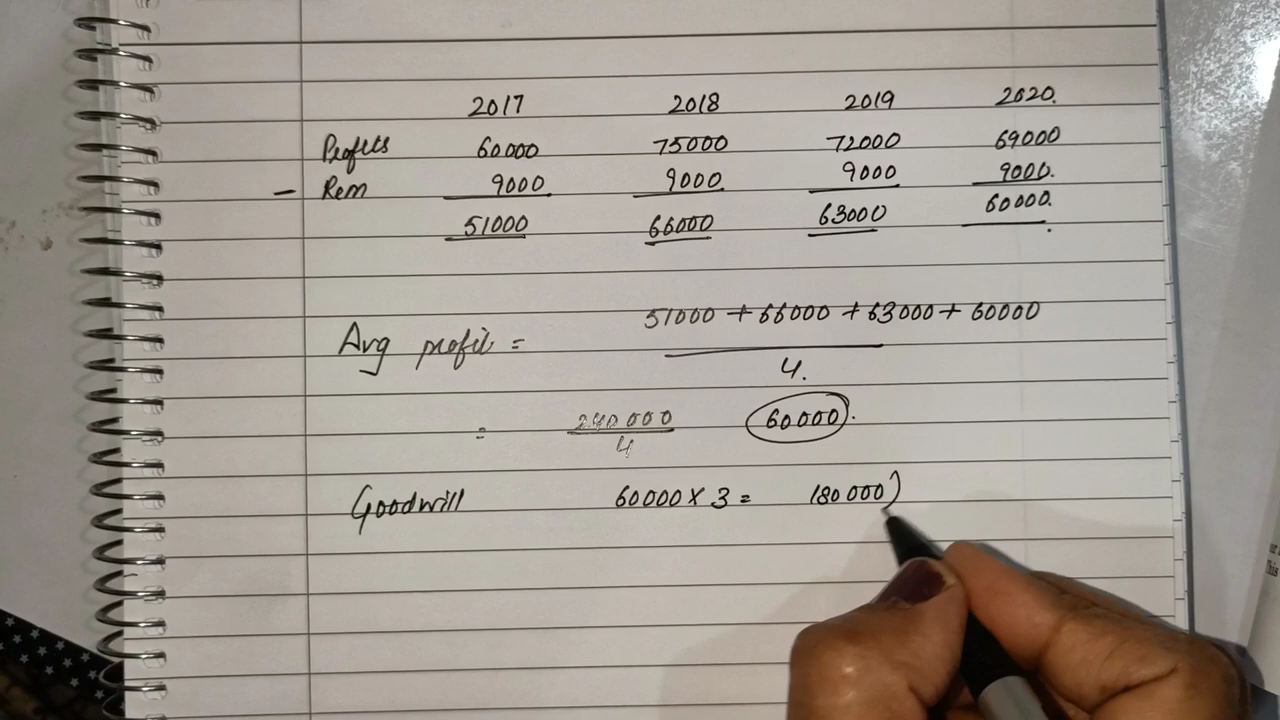 2017 2018 2019 2020.
Profits 60000 75000 72000 69000
- Rem 9000 9000 9000 9000.
51000 66000 63000 60000.
51000 + 66000 + 63000 + 60000
Avg profit =
4.
= 240000 60000.
4
Goodwill 60000 x 3 = 180000)